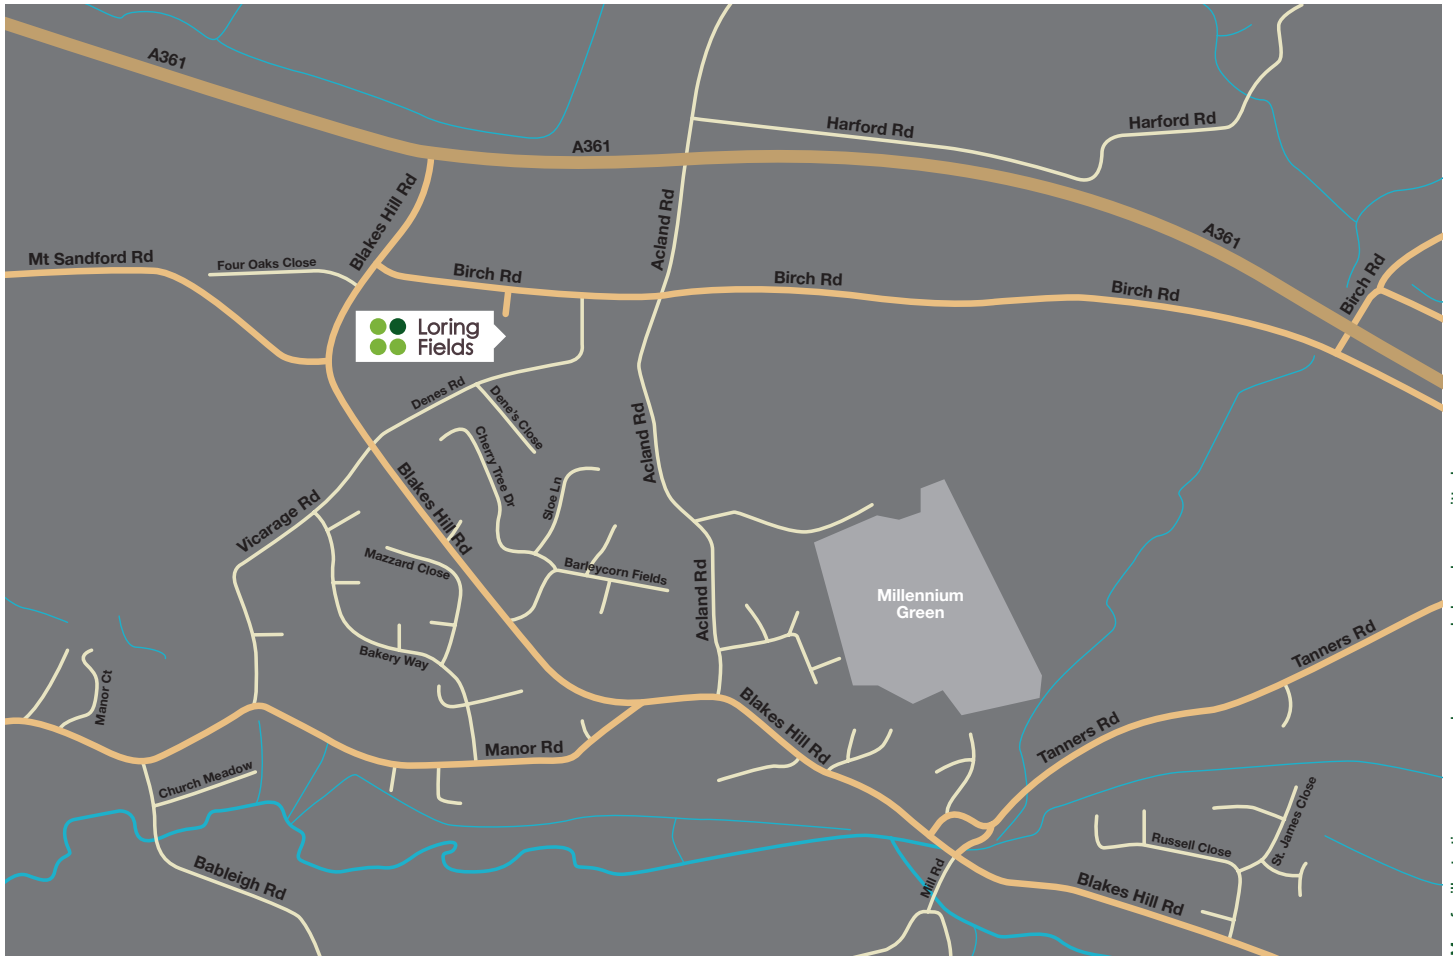 A361
A361
Harford Rd
Harford Rd
A361
Blakes Hill Rd
Acland Rd
Mt Sandford Rd
Four Oaks Close
Birch Rd
Birch Rd
Birch Rd
Birch Rd
Loring
Fields
Denes Rd
Dene's Close
Acland Rd
Cherry Tree Dr
Sloe Ln
Blakes Hill Rd
Vicarage Rd
Mazzard Close
Barleycorn Fields
Acland Rd
Millennium
Green
Bakery Way
Manor Ct
Tanners Rd
Blakes Hill Rd
Tanners Rd
Manor Rd
Church Meadow
Bableigh Rd
Mill Rd
Russell Close
St. James Close
Blakes Hill Rd